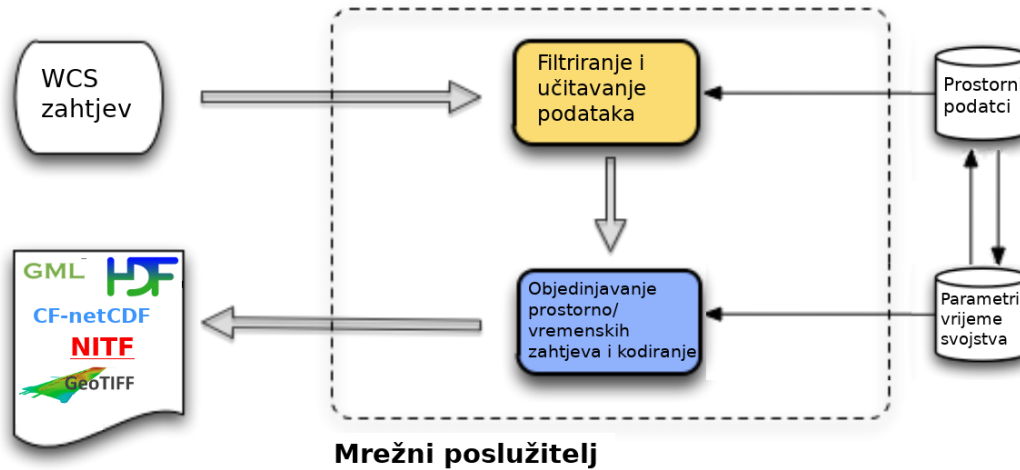 WCS
zahtjev
Filtriranje i
učitavanje
podataka
Prostorn
podatci
GML
HDF
CF-netCDF
NITF
GeoTIFF
Objedinjavanje
prostorno/
vremenskih
zahtjeva i kodiranje
Parametri
vrijeme
svojstva
Mrežni poslužitelj